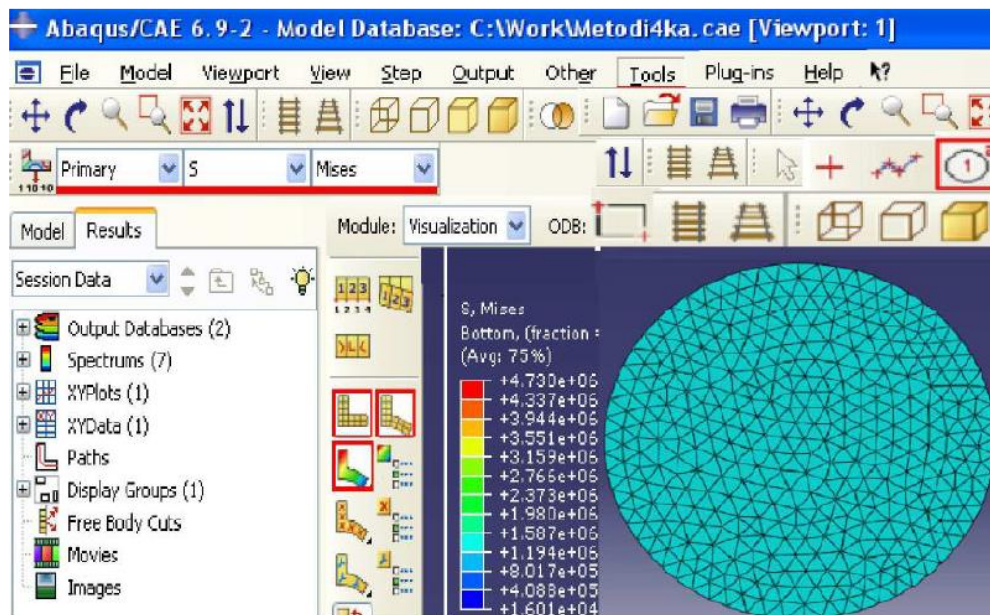 Abaqus/CAE 6.9-2 - Model Database: C:\Work\Metodi4ka.cae [Viewport: 1]
File Model Viewport View Step Output Other Tools Plug-ins Help
Primary S Mises
Model Results
Module: Visualization ODB:
Session Data
Output Databases (2)
Spectrums (7)
XYPlots (1)
XYData (1)
Paths
Display Groups (1)
Free Body Cuts
Movies
Images
S, Mises
Bottom, (fraction =
(Avg: 75%)
+4.730e+06
+4.337e+06
+3.944e+06
+3.551e+06
+3.159e+06
+2.766e+06
+2.373e+06
+1.980e+06
+1.587e+06
+1.194e+06
+8.017e+05
+4.088e+05
+1.601e+04